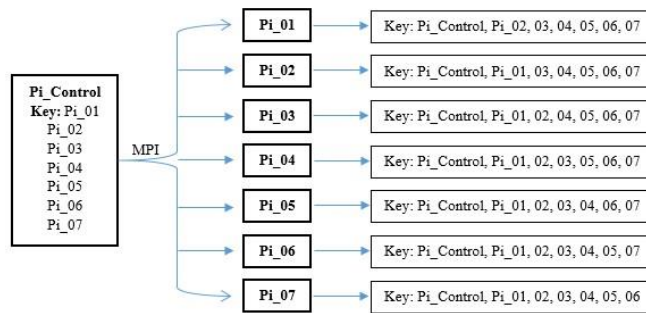 Pi_Control
Key: Pi_01
Pi_02
Pi_03
Pi_04
Pi_05
Pi_06
Pi_07
MPI
Pi_01
Key: Pi_Control, Pi_02, 03, 04, 05, 06, 07
Pi_02
Key: Pi_Control, Pi_01, 03, 04, 05, 06, 07
Pi_03
Key: Pi_Control, Pi_01, 02, 04, 05, 06, 07
Pi_04
Key: Pi_Control, Pi_01, 02, 03, 05, 06, 07
Pi_05
Key: Pi_Control, Pi_01, 02, 03, 04, 06, 07
Pi_06
Key: Pi_Control, Pi_01, 02, 03, 04, 05, 07
Pi_07
Key: Pi_Control, Pi_01, 02, 03, 04, 05, 06